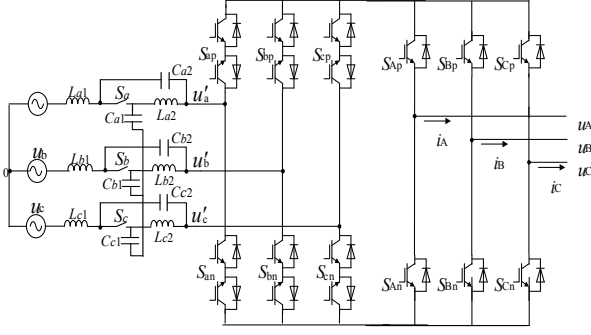 Sap Sbp Scp SAp SBp SCp
Ca2
La1 Sa u'a
Ca1 La2
iA uA
Cb2
ub Lb1 Sb u'b iB uB
0
Cb1 Lb2 iC uC
Cc2
uc Lc1 Sc u'c
Cc1 Lc2
San Sbn Scn SAn SBn SCn